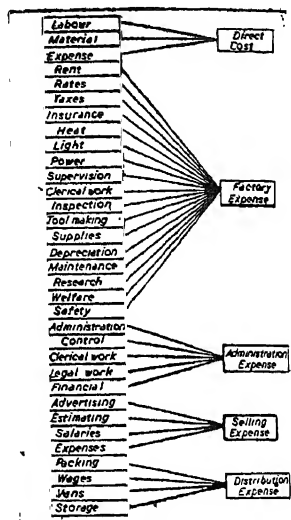 Labour
Material
Expense
Rent
Rates
Taxes
Insurance
Heat
Light
Power
Supervision
Clerical work
Inspection
Tool making
Supplies
Depreciation
Maintenance
Research
Welfare
Safety
Administration
Control
Clerical work
Legal work
Financial
Advertising
Estimating
Salaries
Expenses
Packing
Wages
Vans
Storage
Direct
Cost
Factory
Expense
Administration
Expense
Selling
Expense
Distribution
Expense